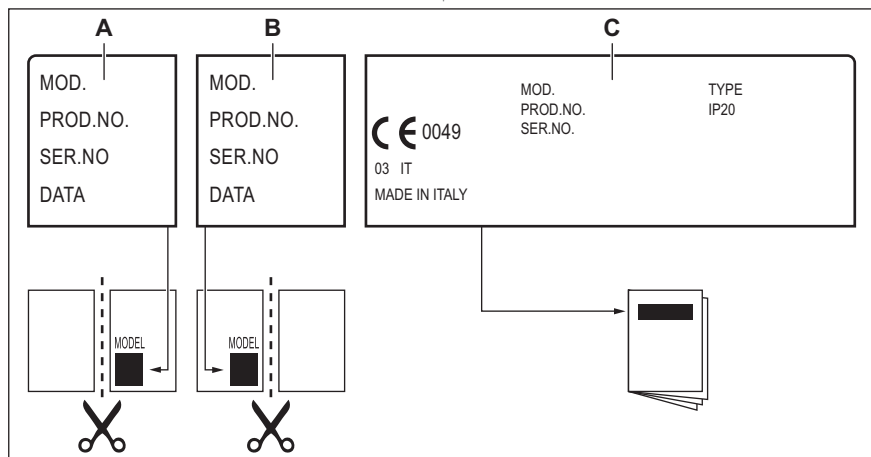 A
B
C
MOD.
PROD.NO.
SER.NO
DATA
MOD.
PROD.NO.
SER.NO
DATA
MOD.
PROD.NO.
SER.NO.
TYPE
IP20
CE 0049
03 IT
MADE IN ITALY
MODEL
MODEL